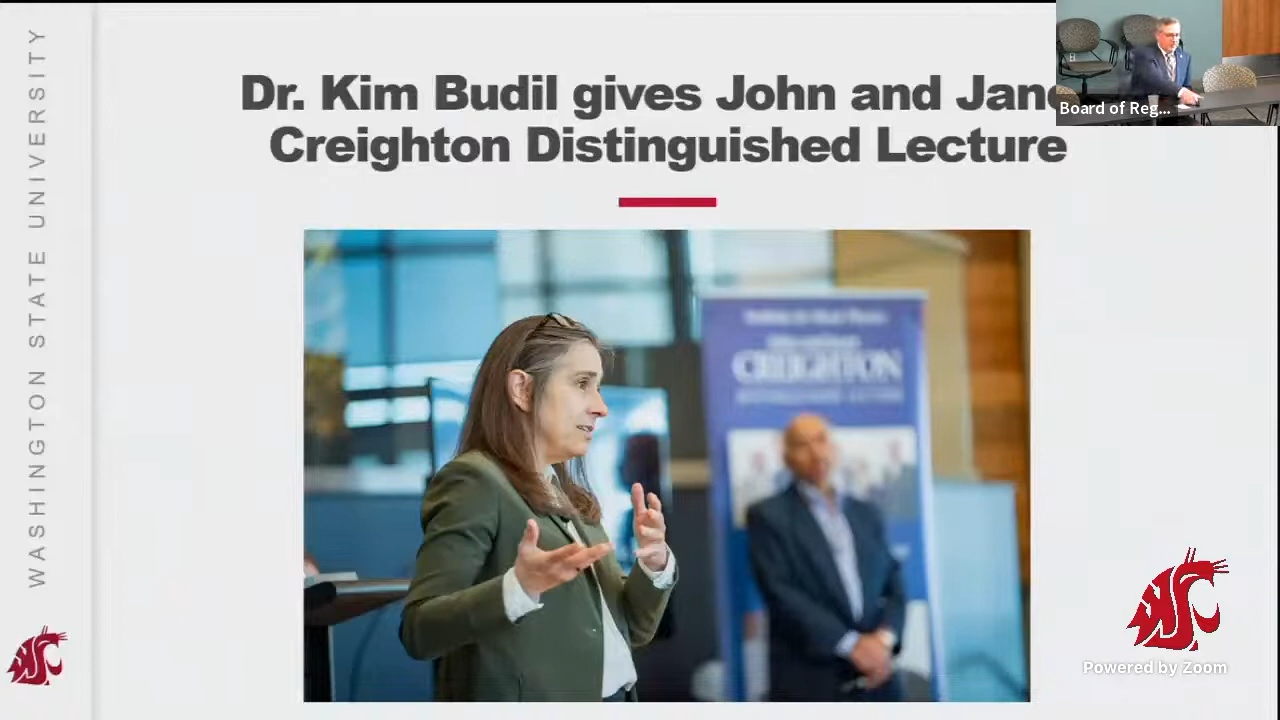 WASHINGTON STATE UNIVERSITY
Dr. Kim Budil gives John and Jan
Creighton Distinguished Lecture
Board of Reg...
CREIGHTON
Powered by Zoom